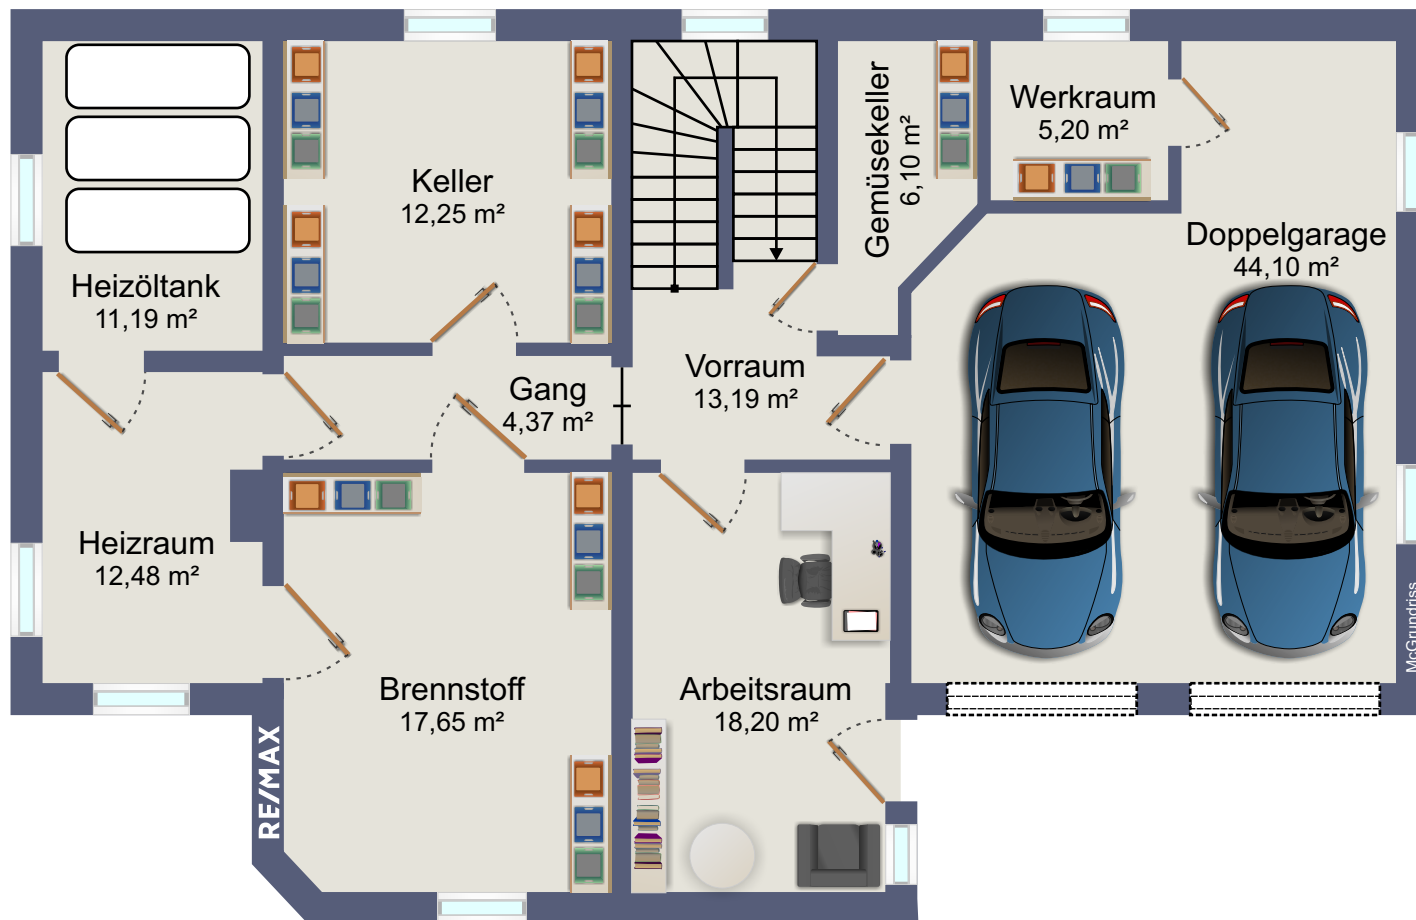 Werkraum
5,20 m²
Gemüsekeller
6,10 m²
Keller
12,25 m²
Doppelgarage
44,10 m²
Heizöltank
11,19 m²
Vorraum
13,19 m²
Gang
4,37 m²
Heizraum
12,48 m²
Brennstoff
17,65 m²
Arbeitsraum
18,20 m²
RE/MAX
McGrundriss